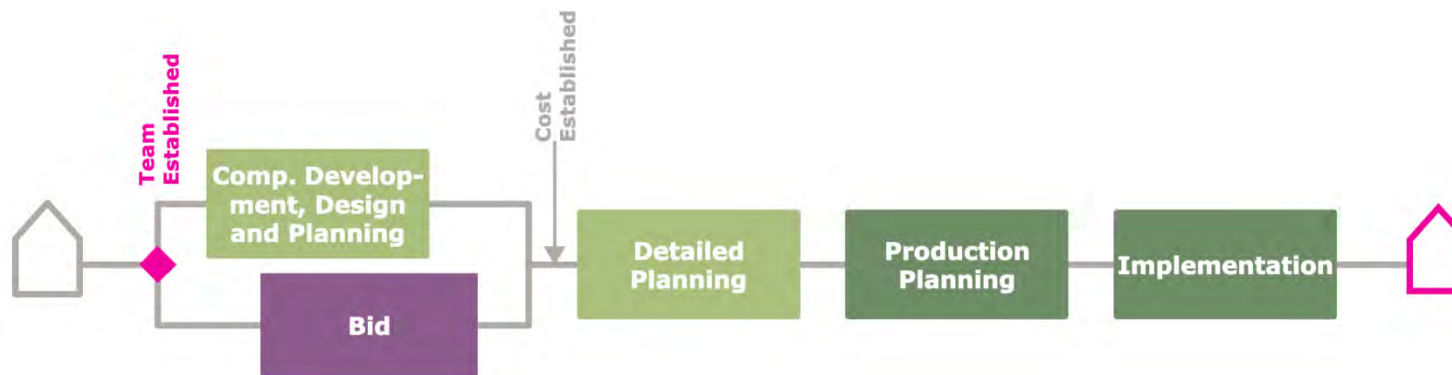 Team
Established
Comp. Develop-
ment, Design
and Planning
Bid
Cost
Established
Detailed
Planning
Production
Planning
Implementation